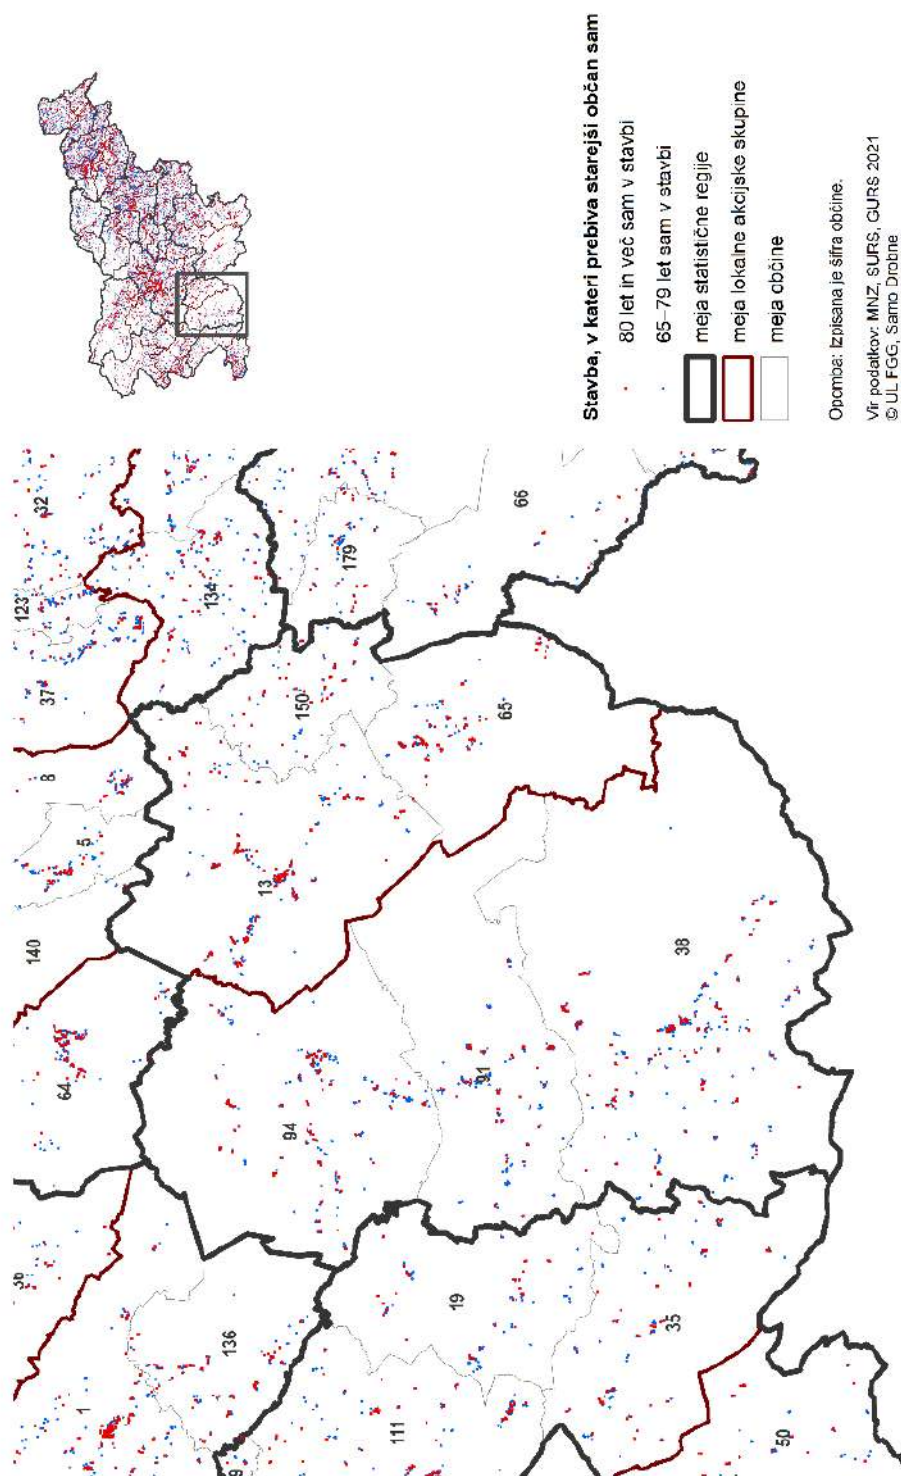 Stavba, v kateri prebiva starejši občan sam
80 let in več sam v stavbi
65–79 let sam v stavbi
meja statistične regije
meja lokalne akcijske skupine
meja občine
Opomba: Izpisana je šifra občine.
Vir podatkov: MNZ, SURS, GURS 2021
© UL FGG, Samo Drobne
1
136
111
19
35
50
64
94
91
38
140
5
8
13
37
123
32
134
150
65
179
66